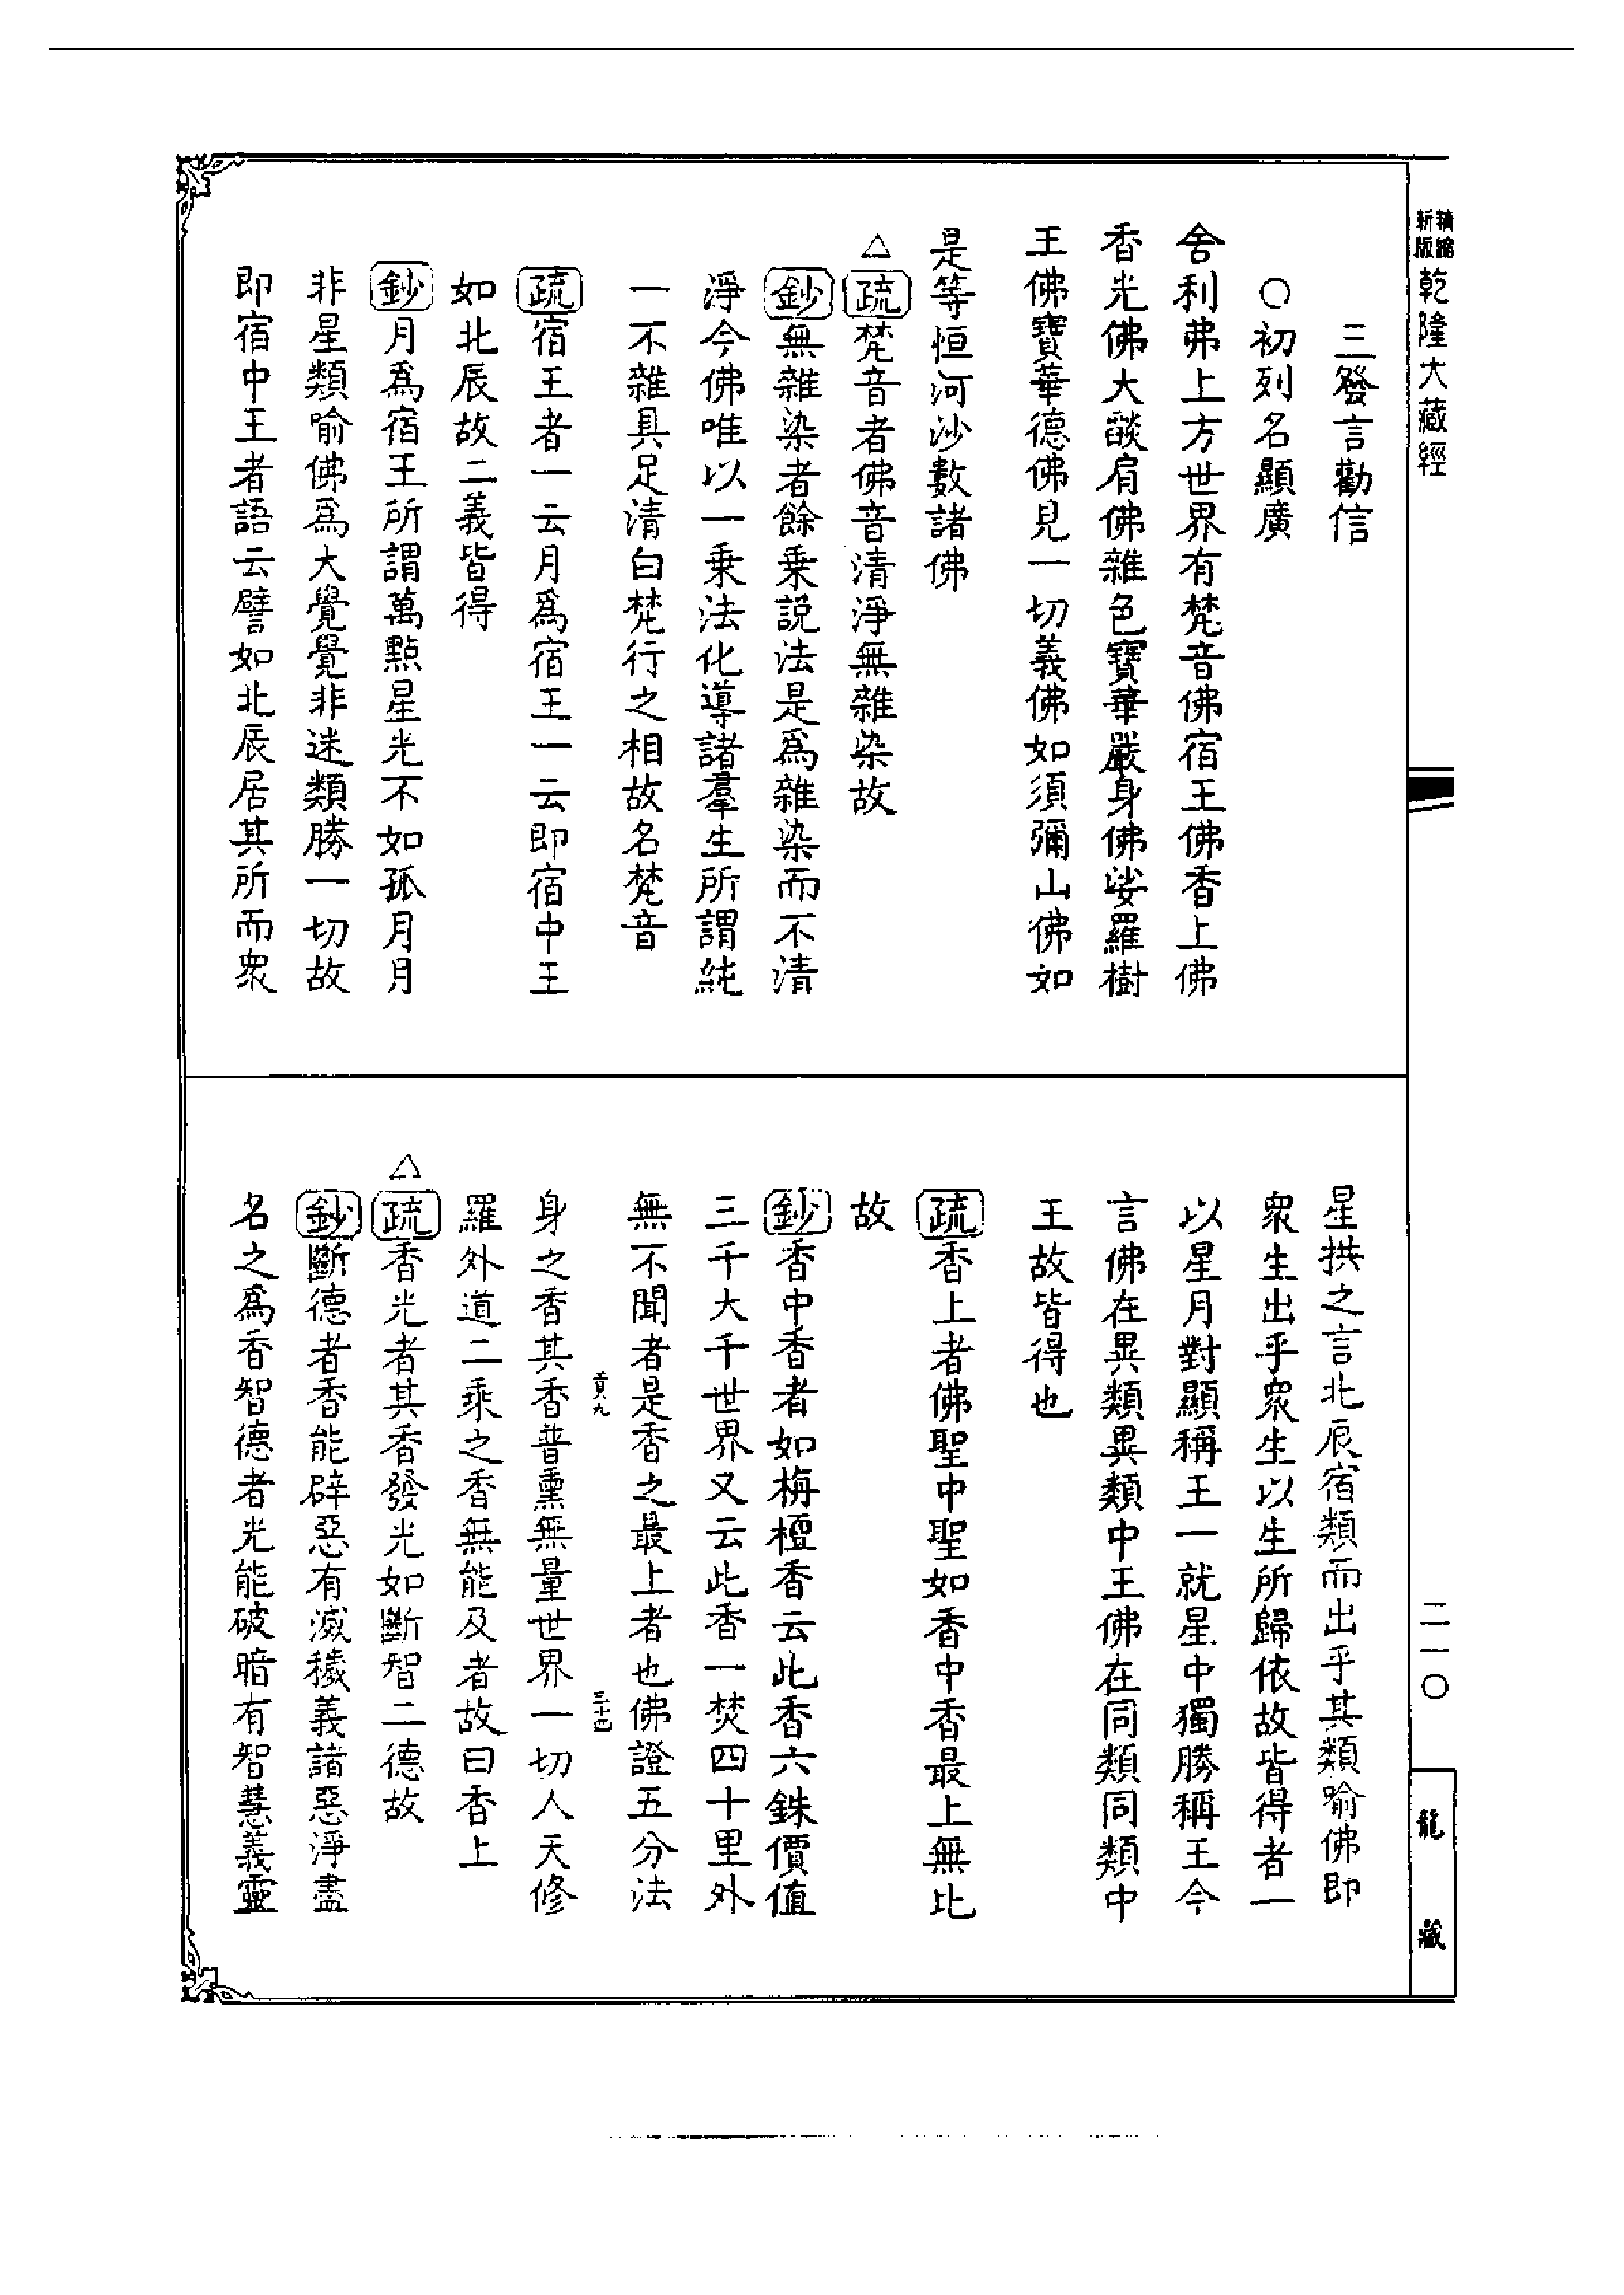 精縮
新版
乾隆大藏經
三發言勸信
○初列名顯廣
舍利弗上方世界有梵音佛宿王佛香上佛
香光佛大燄肩佛雜色寶華嚴身佛娑羅樹
王佛寶華德佛見一切義佛如須彌山佛如
是等恒河沙數諸佛
△疏梵音者佛音清淨無雜染故
鈔無雜染者餘乗説法是爲雜染而不清
淨今佛唯以一乗法化導諸羣生所謂純
一不雜具足清白梵行之相故名梵音
疏宿王者一云月爲宿王一云即宿中王
如北辰故二義皆得
鈔月爲宿王所謂萬點星光不如孤月月
非星類喻佛爲大覺覺非迷類勝一切故
即宿中王者語云譬如北辰居其所而衆
星拱之言北辰宿類而出乎其類喻佛即
衆生出乎衆生以生所歸依故皆得者一
以星月對顯稱王一就星中獨勝稱王今
言佛在異類異類中王佛在同類同類中
王故皆得也
疏香上者佛聖中聖如香中香最上無比
故
鈔香中香者如栴檀香云此香六銖價值
三千大千世界又云此香一焚四十里外
無不聞者是香之最上者也佛證五分法
貢九
三十四
身之香其香普熏無量世界一切人天修
羅外道二乘之香無能及者故曰香上
△疏香光者其香發光如斷智二德故
鈔斷德者香能辟惡有滅穢義諸惡淨盡
名之爲香智德者光能破暗有智慧義靈
二一〇
龍藏